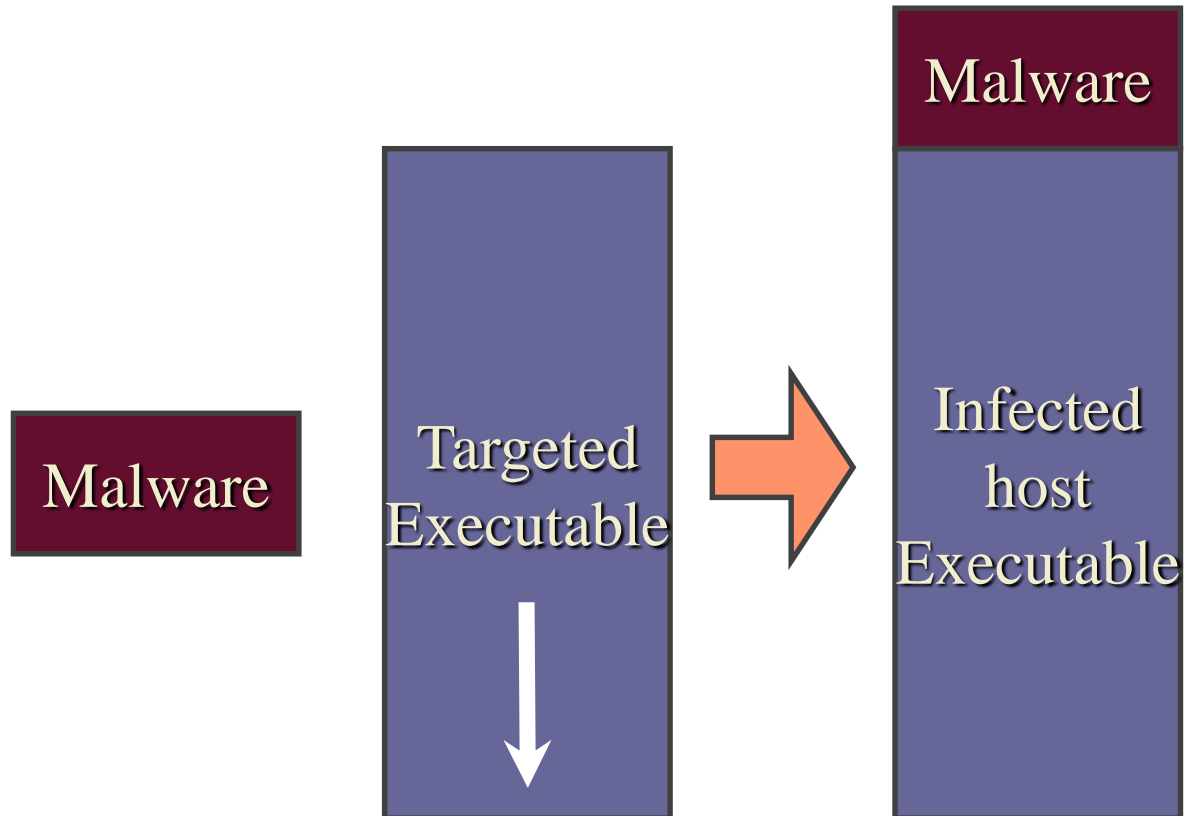 Malware
Targeted
Executable
Malware
Infected
host
Executable